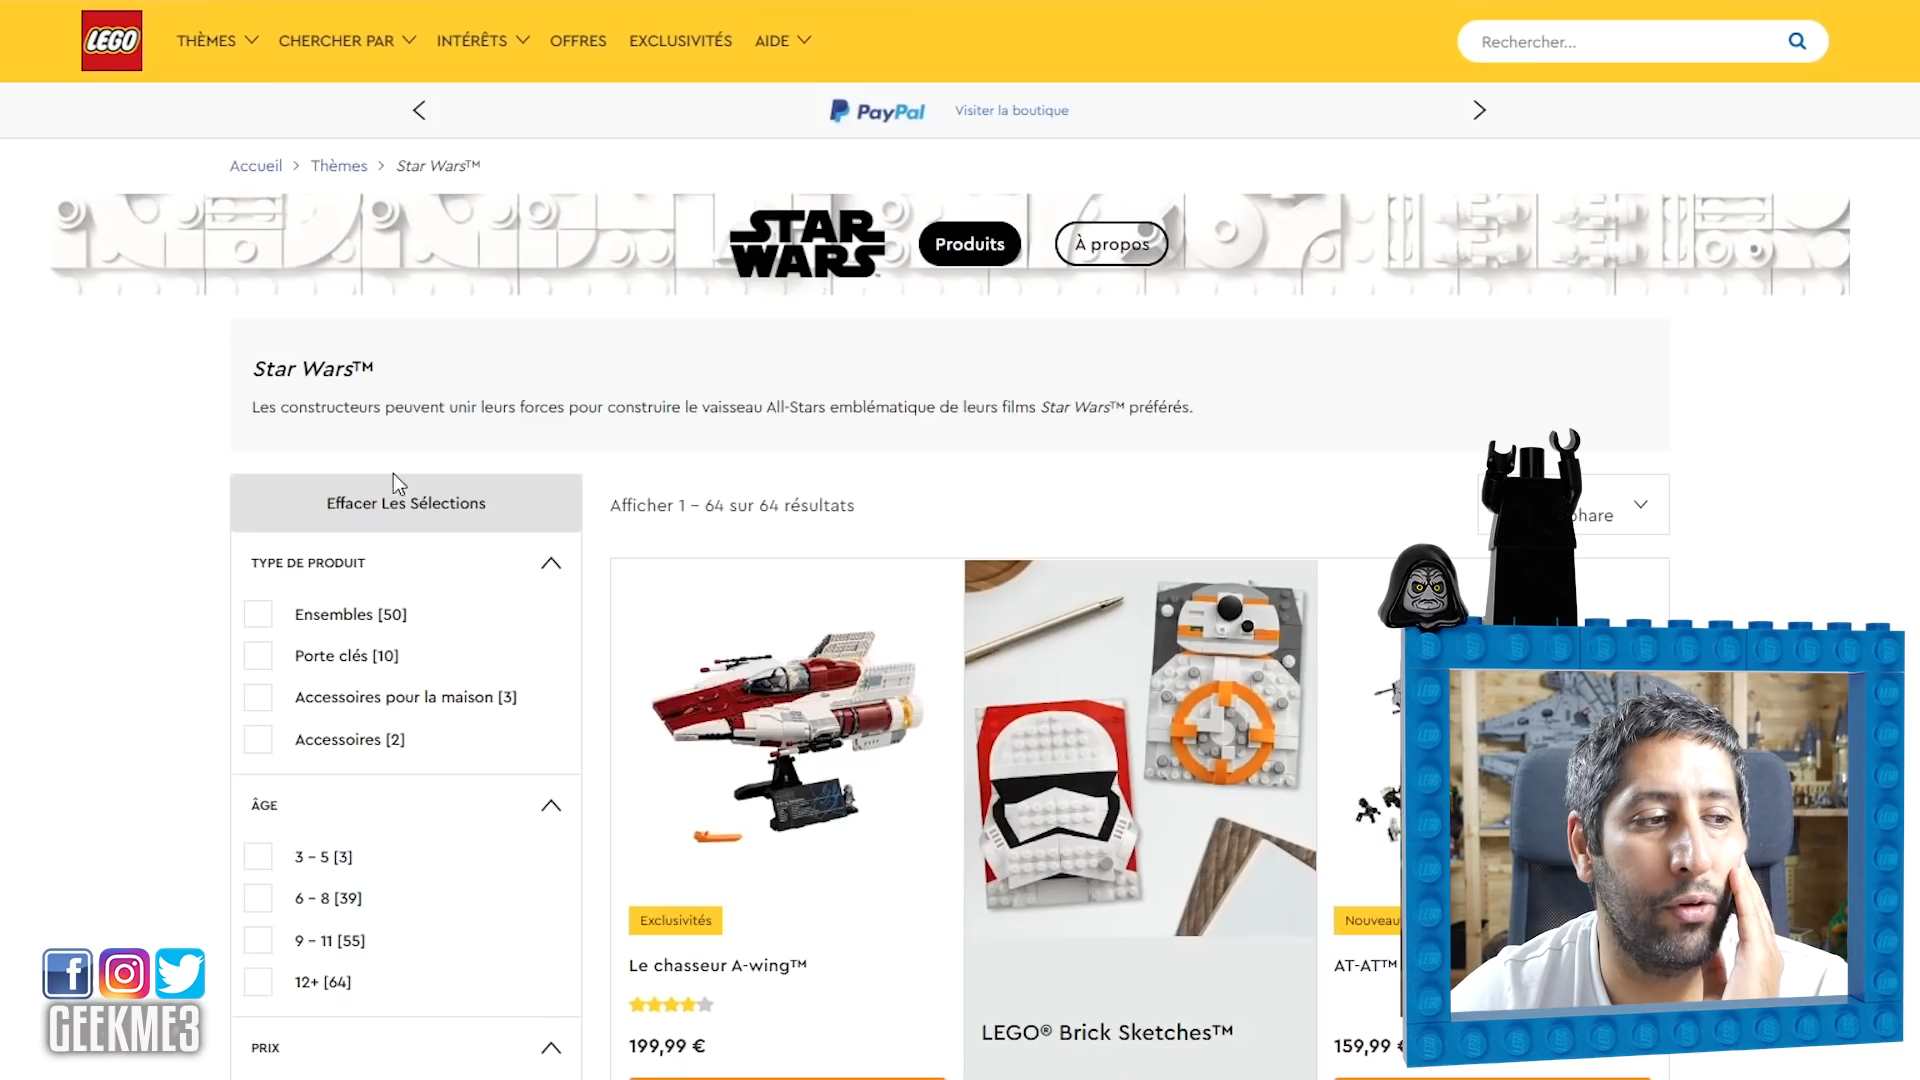 LEGO
THÈMES CHERCHER PAR INTÉRÊTS OFFRES EXCLUSIVITÉS AIDE
Rechercher...
PayPal Visiter la boutique
Accueil > Thèmes > Star Wars™
STAR WARS™
Produits
À propos
Star Wars™
Les constructeurs peuvent unir leurs forces pour construire le vaisseau All-Stars emblématique de leurs films Star Wars™ préférés.
Effacer Les Sélections
Afficher 1 – 64 sur 64 résultats
TYPE DE PRODUIT
Ensembles [50]
Porte clés [10]
Accessoires pour la maison [3]
Accessoires [2]
ÂGE
3 – 5 [3]
6 – 8 [39]
9 – 11 [55]
12+ [64]
PRIX
Exclusivités
Le chasseur A-wing™
199,99 €
LEGO® Brick Sketches™
Nouveau
AT-AT™
159,99 €
GEEKME3